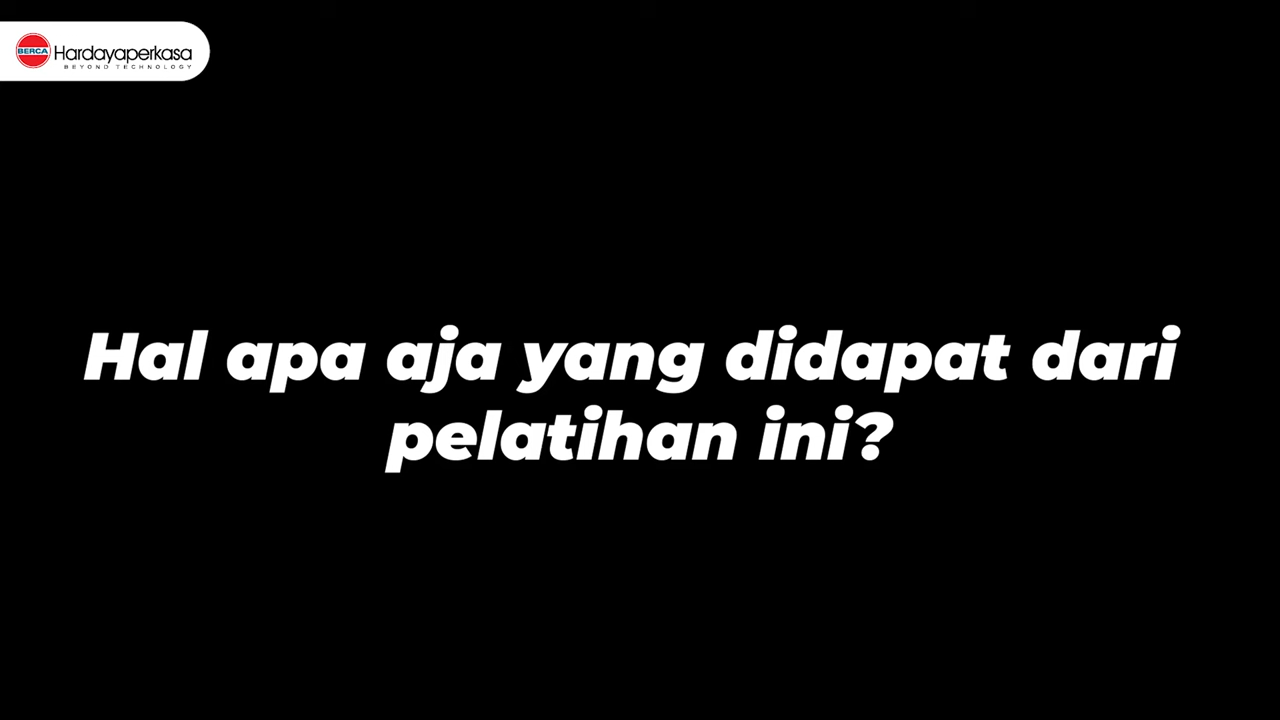 BERCA
Hardayaperkasa
BEYOND TECHNOLOGY
Hal apa aja yang didapat dari
pelatihan ini?